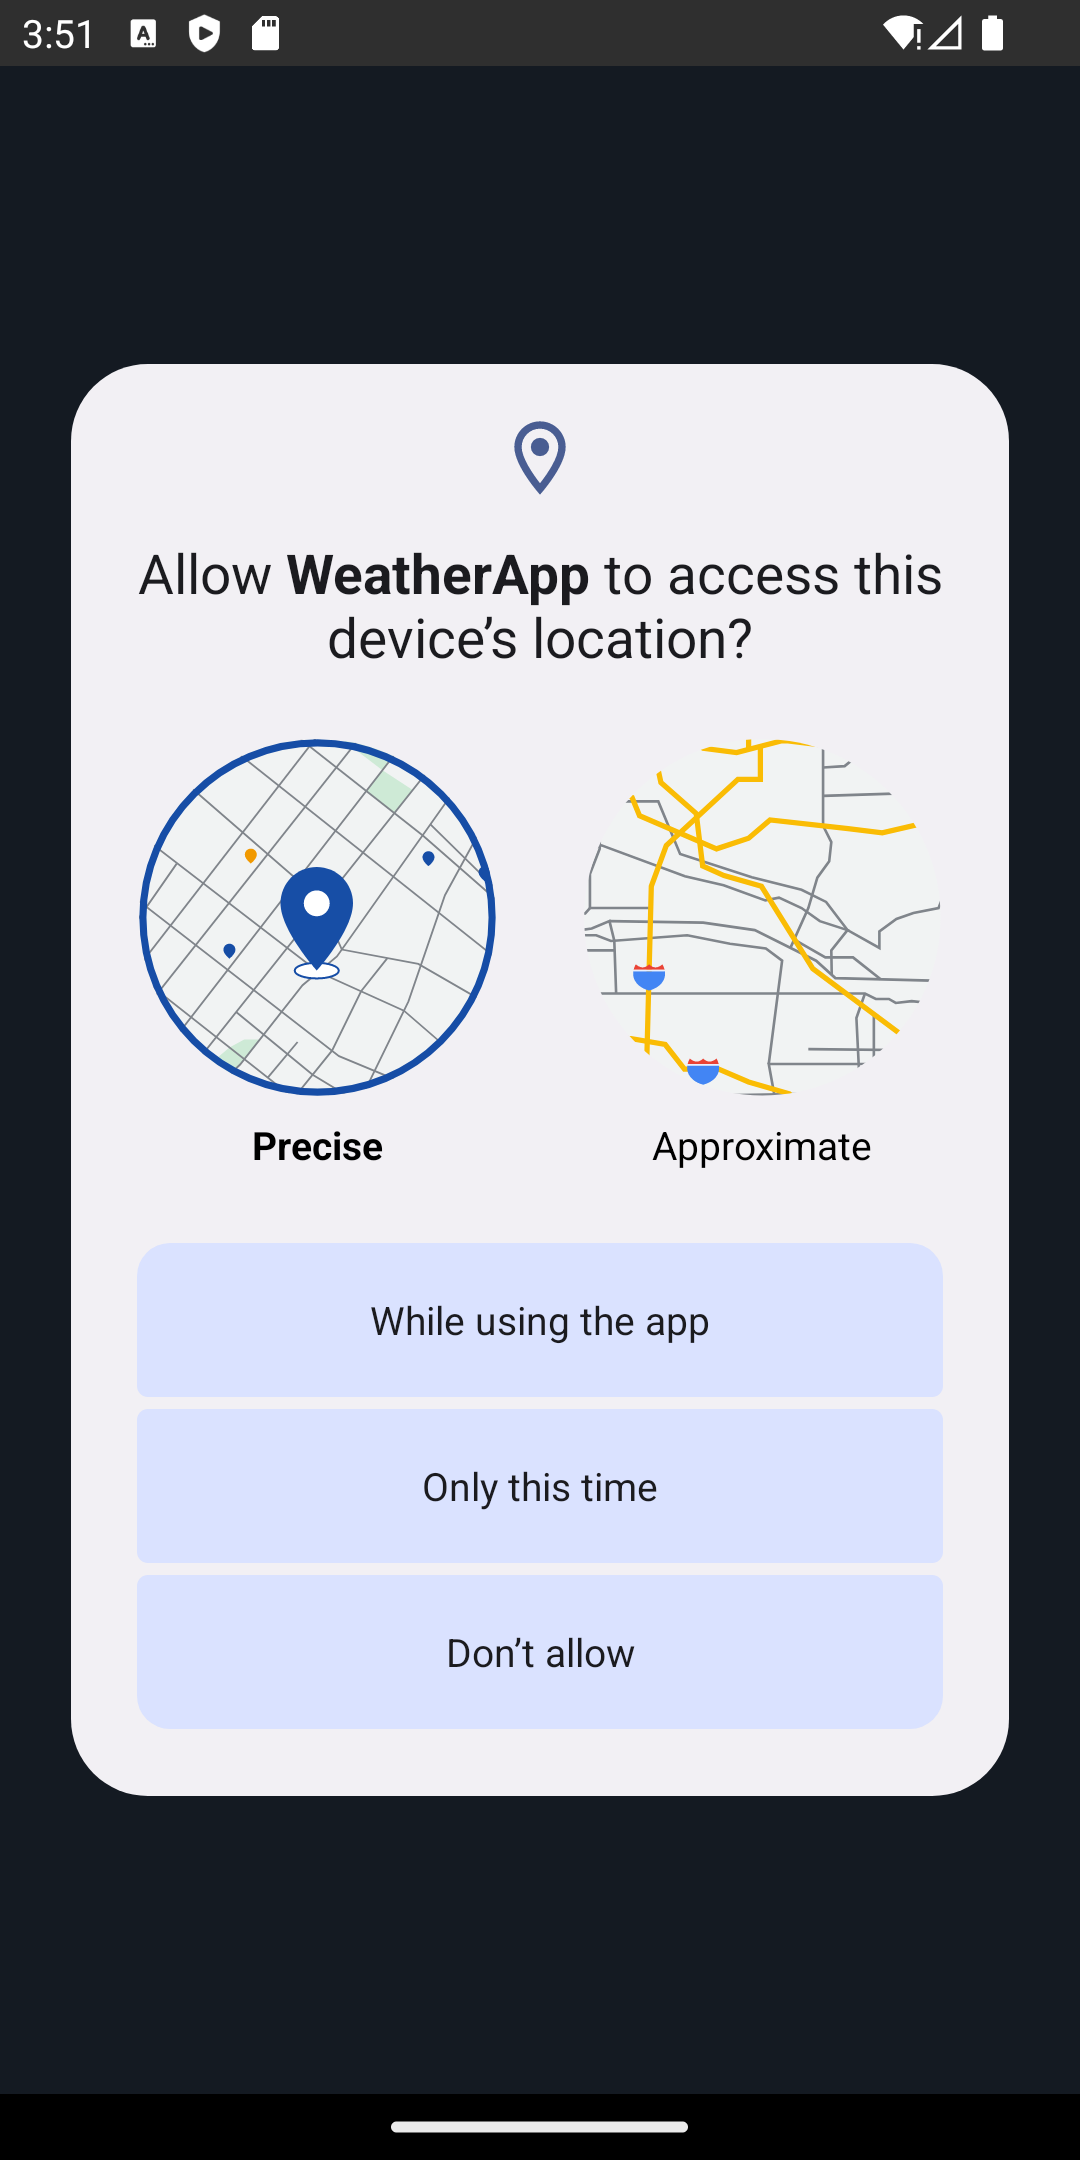 3:51
Allow WeatherApp to access this
device’s location?
Precise
Approximate
While using the app
Only this time
Don’t allow